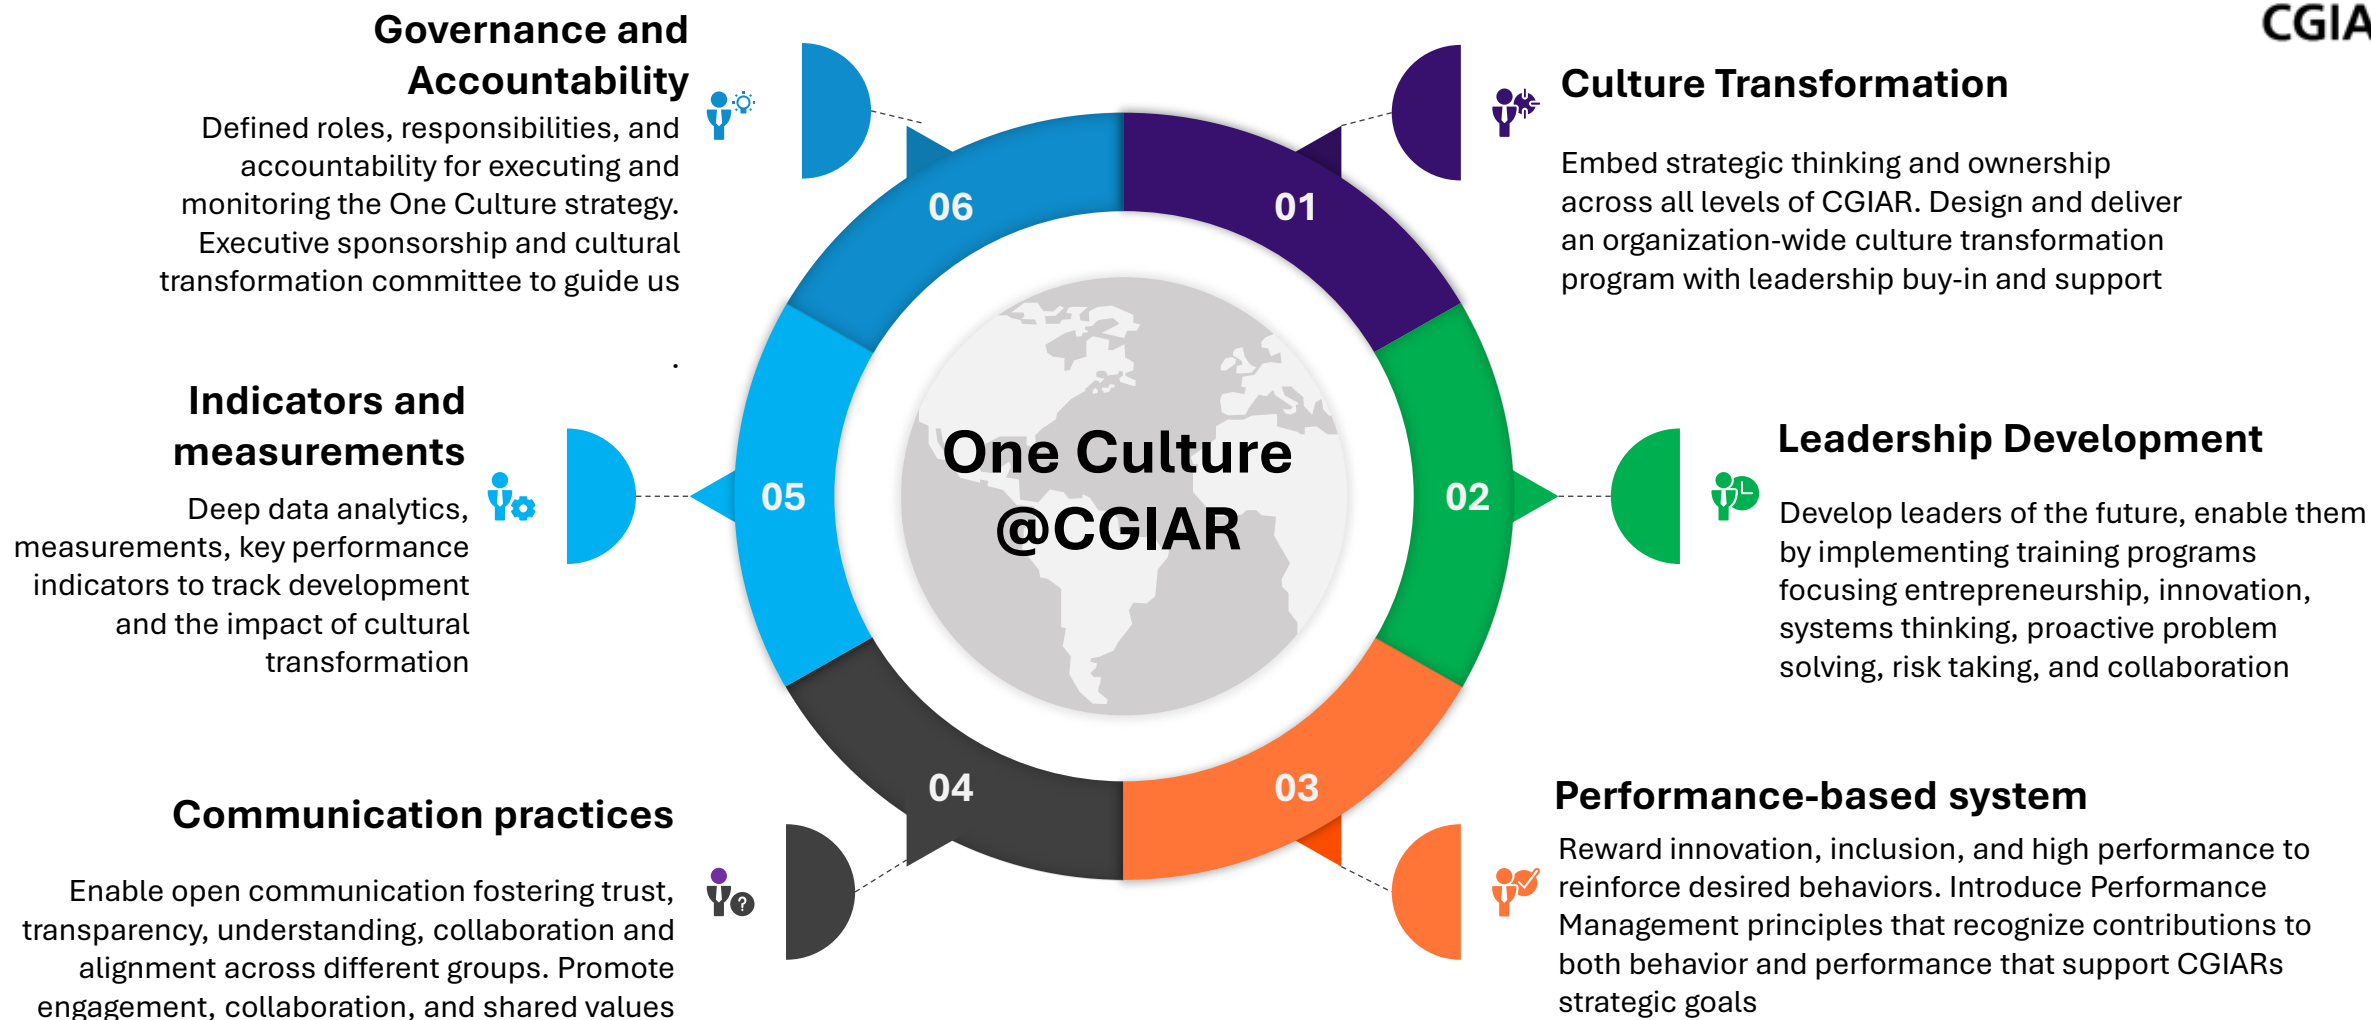 CGIA
Governance and
Accountability
Defined roles, responsibilities, and
accountability for executing and
monitoring the One Culture strategy.
Executive sponsorship and cultural
transformation committee to guide us
.
Culture Transformation
Embed strategic thinking and ownership
across all levels of CGIAR. Design and deliver
an organization-wide culture transformation
program with leadership buy-in and support
06
01
Indicators and
measurements
Deep data analytics,
measurements, key performance
indicators to track development
and the impact of cultural
transformation
05
One Culture
@CGIAR
02
Leadership Development
Develop leaders of the future, enable them
by implementing training programs
focusing entrepreneurship, innovation,
systems thinking, proactive problem
solving, risk taking, and collaboration
04
03
Communication practices
Enable open communication fostering trust,
transparency, understanding, collaboration and
alignment across different groups. Promote
engagement, collaboration, and shared values
?
Performance-based system
Reward innovation, inclusion, and high performance to
reinforce desired behaviors. Introduce Performance
Management principles that recognize contributions to
both behavior and performance that support CGIARs
strategic goals